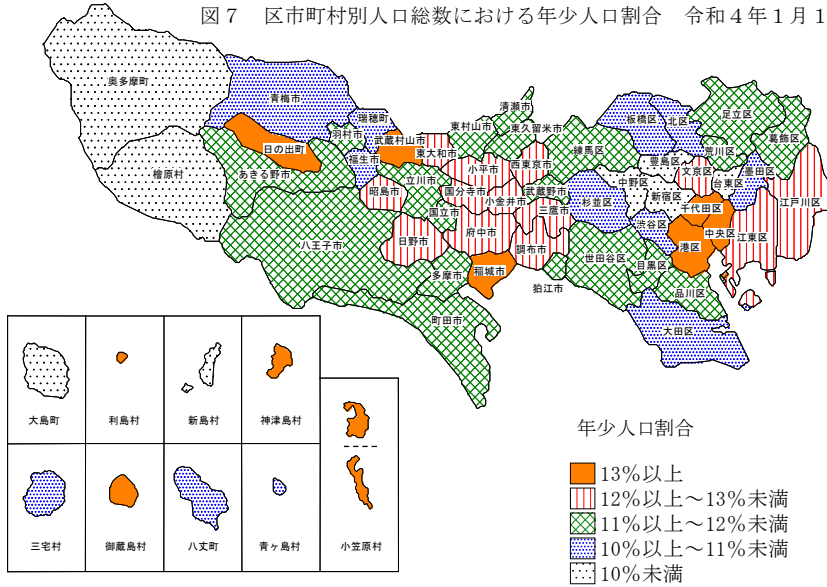 図７　区市町村別人口総数における年少人口割合　令和４年１月１
奥多摩町
青梅市
瑞穂町
清瀬市
日の出町
羽村市
武蔵村山市
東村山市
東久留米市
練馬区
板橋区
北区
足立区
葛飾区
檜原村
あきる野市
福生市
東大和市
小平市
西東京市
豊島区
荒川区
文京区
台東区
墨田区
昭島市
立川市
国分寺市
小金井市
武蔵野市
中野区
杉並区
新宿区
千代田区
江戸川区
国立市
三鷹市
渋谷区
中央区
江東区
八王子市
日野市
府中市
調布市
世田谷区
目黒区
港区
多摩市
稲城市
狛江市
品川区
町田市
大田区
大島町
利島村
新島村
神津島村
三宅村
御蔵島村
八丈町
青ヶ島村
小笠原村
年少人口割合
13％以上
12％以上～13％未満
11％以上～12％未満
10％以上～11％未満
10％未満